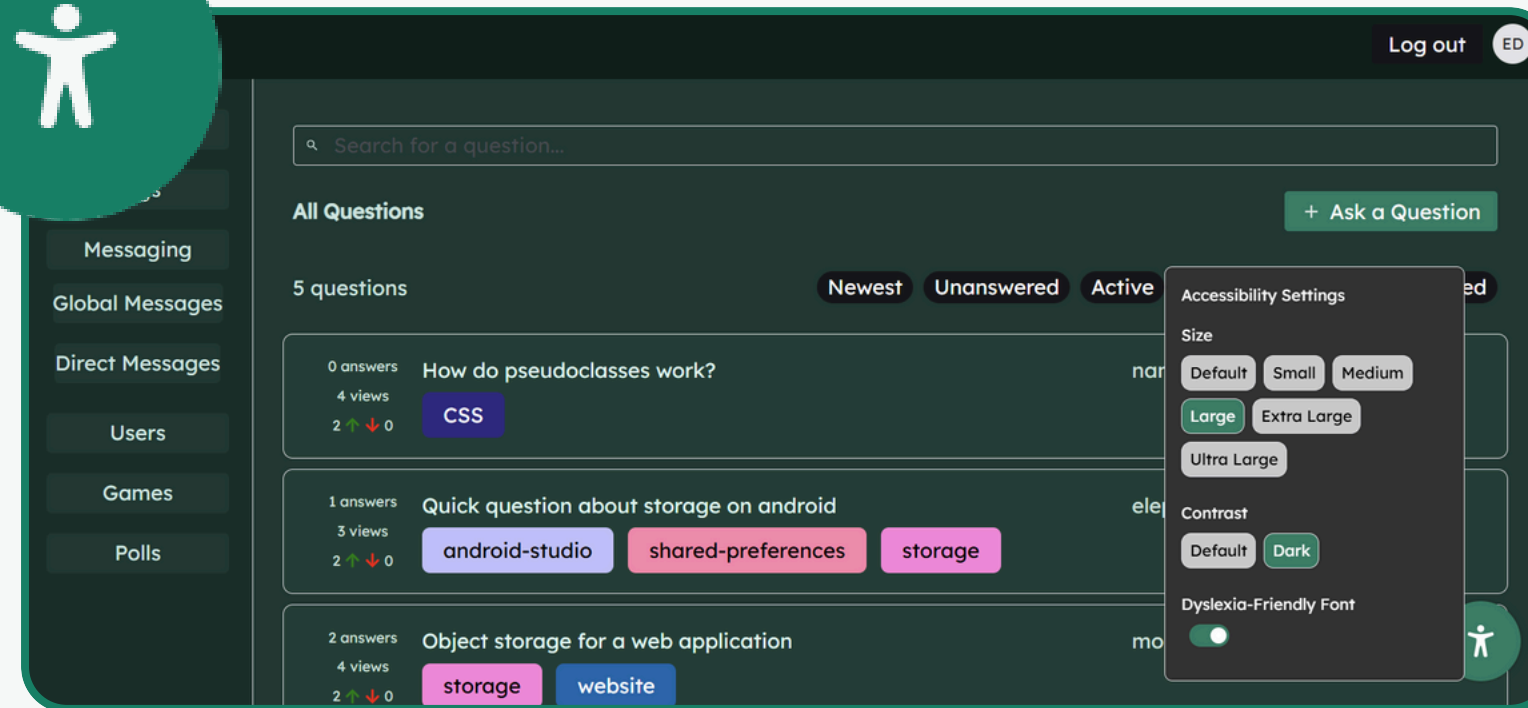 Log out ED
Search for a question...
All Questions
+ Ask a Question
Messaging
Global Messages
Direct Messages
Users
Games
Polls
5 questions
Newest Unanswered Active
0 answers
4 views
2 0
How do pseudoclasses work?
CSS
1 answers
3 views
2 0
Quick question about storage on android
android-studio shared-preferences storage
2 answers
4 views
2 0
Object storage for a web application
storage website
Accessibility Settings
Size
Default Small Medium
Large Extra Large
Ultra Large
Contrast
Default Dark
Dyslexia-Friendly Font